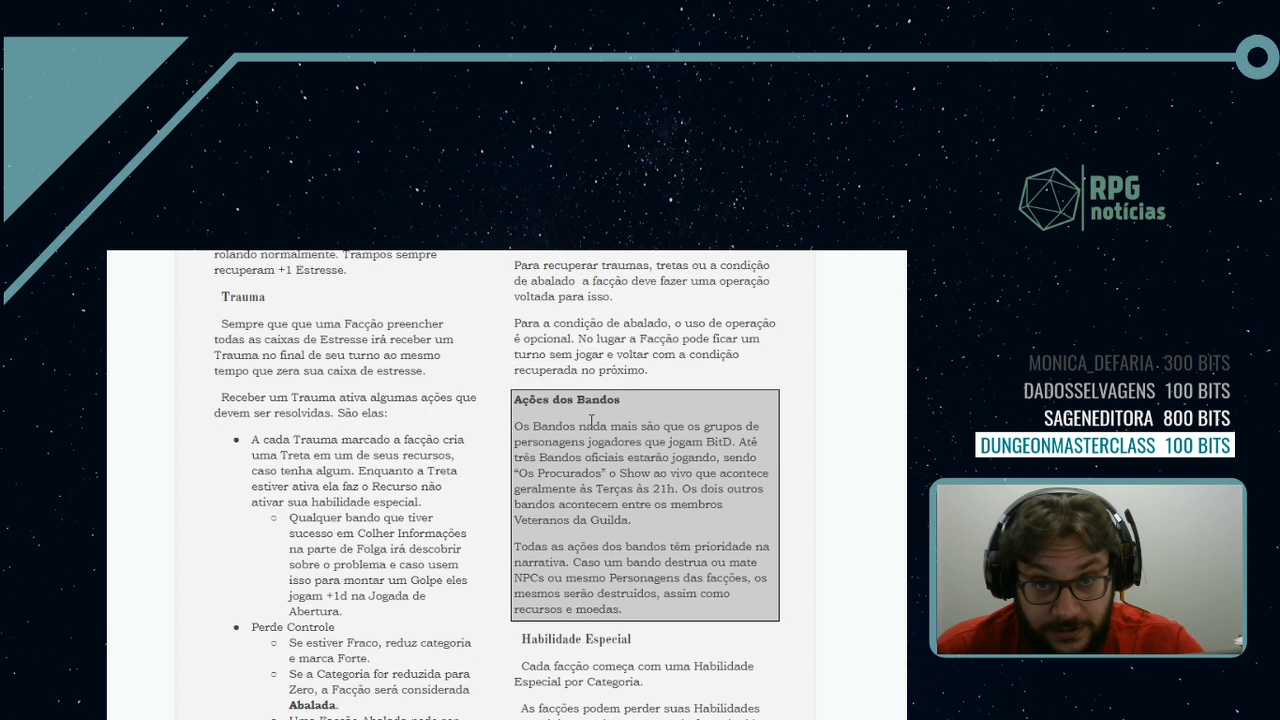 RPG
notícias
rolando normalmente. Trampos sempre
recuperam +1 Estresse.
Trauma
Sempre que que uma Facção preencher
todas as caixas de Estresse irá receber um
Trauma no final de seu turno ao mesmo
tempo que zera sua caixa de estresse.
Receber um Trauma ativa algumas ações que
devem ser resolvidas. São elas:
● A cada Trauma marcado a facção cria
uma Treta em um de seus recursos,
caso tenha algum. Enquanto a Treta
estiver ativa ela faz o Recurso não
ativar sua habilidade especial.
○ Qualquer bando que tiver
sucesso em Colher Informações
na parte de Folga irá descobrir
sobre o problema e caso usem
isso para montar um Golpe eles
jogam +1d na Jogada de
Abertura.
● Perde Controle
○ Se estiver Fraco, reduz categoria
e marca Forte.
○ Se a Categoria for reduzida para
Zero, a Facção será considerada
Abalada.
○ Uma Facção Abalada pode ser
Para recuperar traumas, tretas ou a condição
de abalado a facção deve fazer uma operação
voltada para isso.
Para a condição de abalado, o uso de operação
é opcional. No lugar a Facção pode ficar um
turno sem jogar e voltar com a condição
recuperada no próximo.
Ações dos Bandos
Os Bandos nada mais são que os grupos de
personagens jogadores que jogam BitD. Até
três Bandos oficiais estarão jogando, sendo
“Os Procurados” o Show ao vivo que acontece
geralmente às Terças às 21h. Os dois outros
bandos acontecem entre os membros
Veteranos da Guilda.
Todas as ações dos bandos têm prioridade na
narrativa. Caso um bando destrua ou mate
NPCs ou mesmo Personagens das facções, os
mesmos serão destruídos, assim como
recursos e moedas.
Habilidade Especial
Cada facção começa com uma Habilidade
Especial por Categoria.
As facções podem perder suas Habilidades
MONICA_DEFARIA 300 BITS
DADOSSELVAGENS 100 BITS
SAGENEDITORA 800 BITS
DUNGEONMASTERCLASS 100 BITS